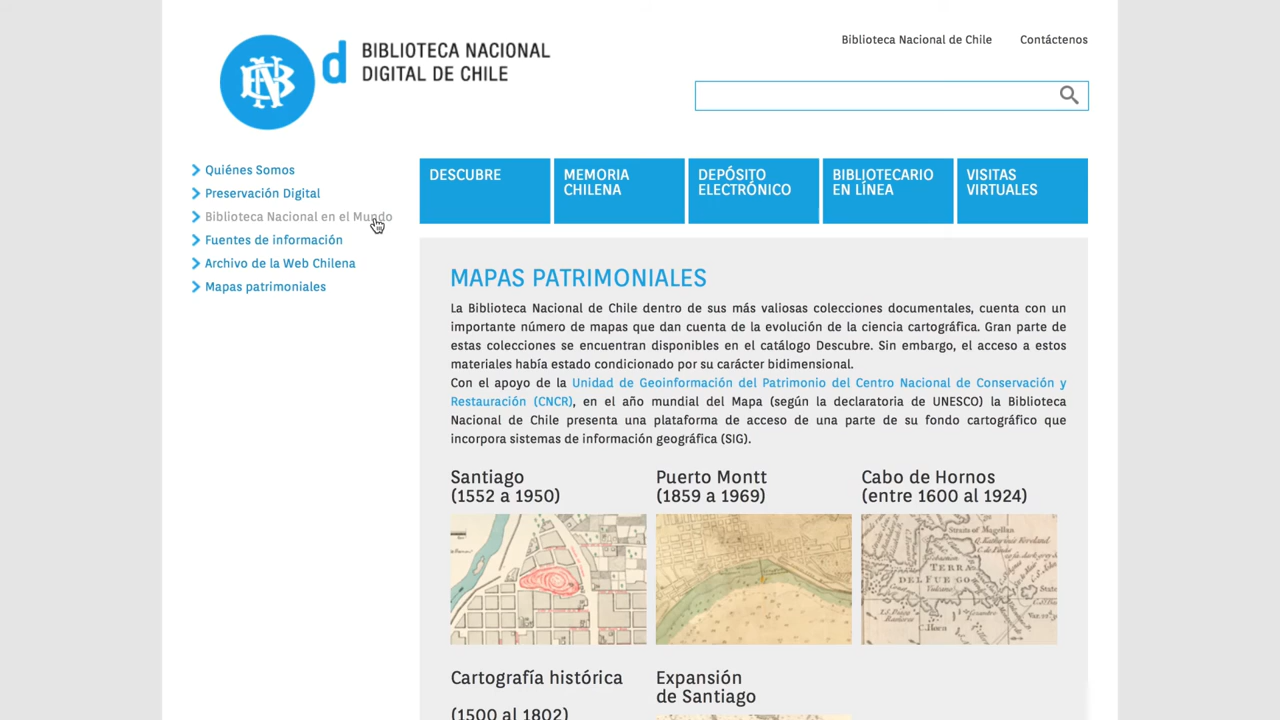 BIBLIOTECA NACIONAL
DIGITAL DE CHILE
Biblioteca Nacional de Chile
Contáctenos
Quiénes Somos
Preservación Digital
Biblioteca Nacional en el Mundo
Fuentes de información
Archivo de la Web Chilena
Mapas patrimoniales
DESCUBRE
MEMORIA
CHILENA
DEPÓSITO
ELECTRÓNICO
BIBLIOTECARIO
EN LÍNEA
VISITAS
VIRTUALES
MAPAS PATRIMONIALES
La Biblioteca Nacional de Chile dentro de sus más valiosas colecciones documentales, cuenta con un
importante número de mapas que dan cuenta de la evolución de la ciencia cartográfica. Gran parte de
estas colecciones se encuentran disponibles en el catálogo Descubre. Sin embargo, el acceso a estos
materiales había estado condicionado por su carácter bidimensional.
Con el apoyo de la Unidad de Geoinformación del Patrimonio del Centro Nacional de Conservación y
Restauración (CNCR), en el año mundial del Mapa (según la declaratoria de UNESCO) la Biblioteca
Nacional de Chile presenta una plataforma de acceso de una parte de su fondo cartográfico que
incorpora sistemas de información geográfica (SIG).
Santiago
(1552 a 1950)
Puerto Montt
(1859 a 1969)
Cabo de Hornos
(entre 1600 al 1924)
Straits of Magellan
TERRA
DEL FUEGO
Cartografía histórica
(1500 al 1802)
Expansión
de Santiago